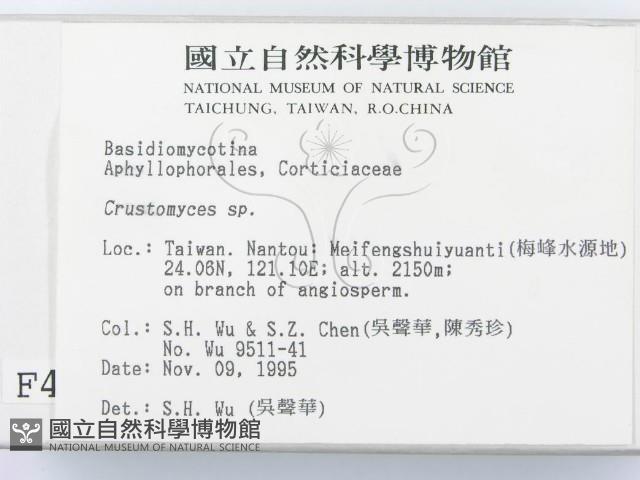 國立自然科學博物館
NATIONAL MUSEUM OF NATURAL SCIENCE
TAICHUNG, TAIWAN, R.O.CHINA
Basidiomycotina
Aphyllophorales, Corticiaceae
Crustomyces sp.
Loc.: Taiwan. Nantou: Meifengshuiyuanti(梅峰水源地)
24.06N, 121.10E; alt. 2150m;
on branch of angiosperm.
Col.: S.H. Wu & S.Z. Chen(吳聲華,陳秀珍)
No. Wu 9511-41
Date: Nov. 09, 1995
F4
Det.: S.H. Wu (吳聲華)
國立自然科學博物館
NATIONAL MUSEUM OF NATURAL SCIENCE